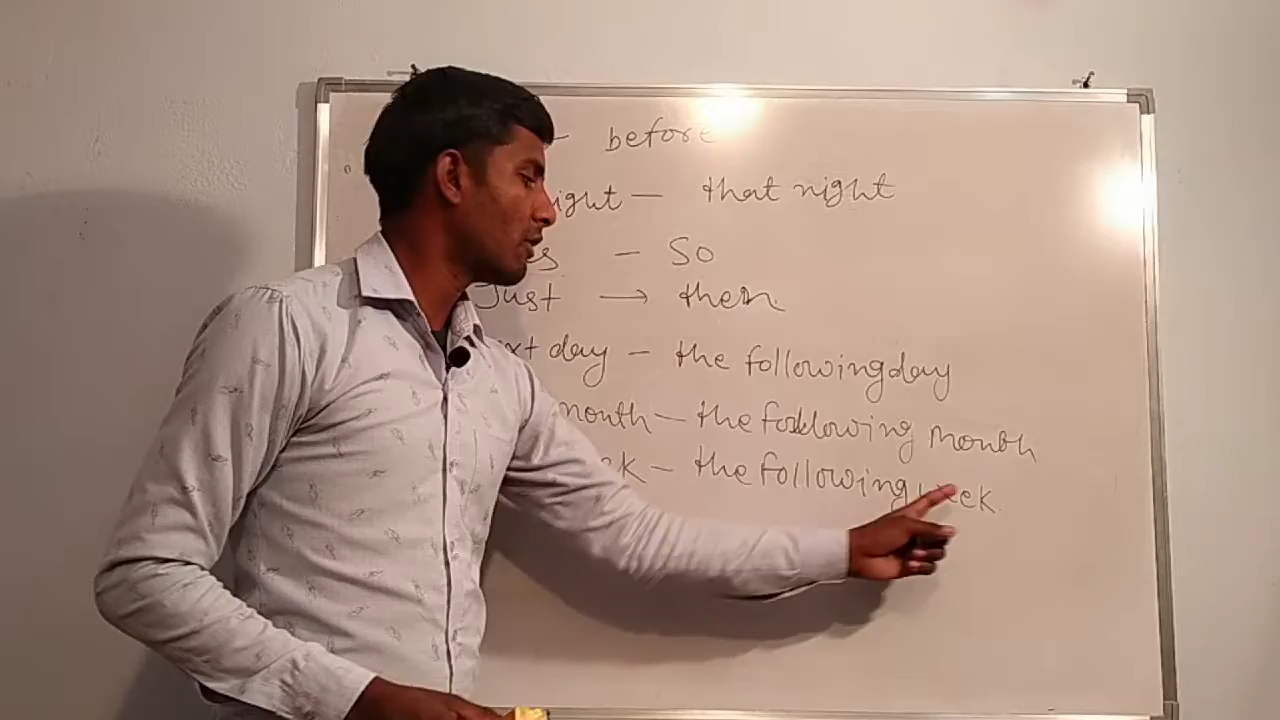 – before
ight – that night
es – So
Just → then
xt day – the following day
month – the following month
ek – the following week.